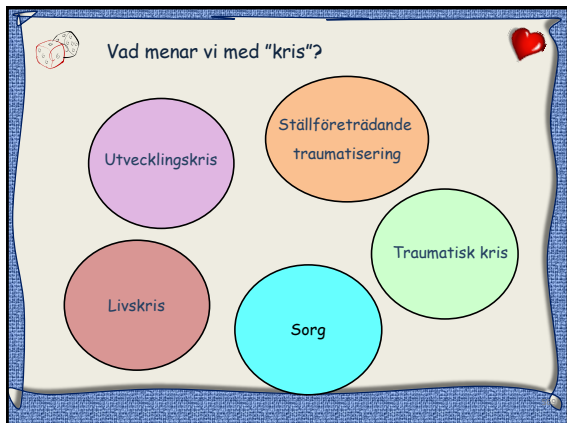 Vad menar vi med ”kris”?
Ställföreträdande
traumatisering
Utvecklingskris
Traumatisk kris
Livskris
Sorg